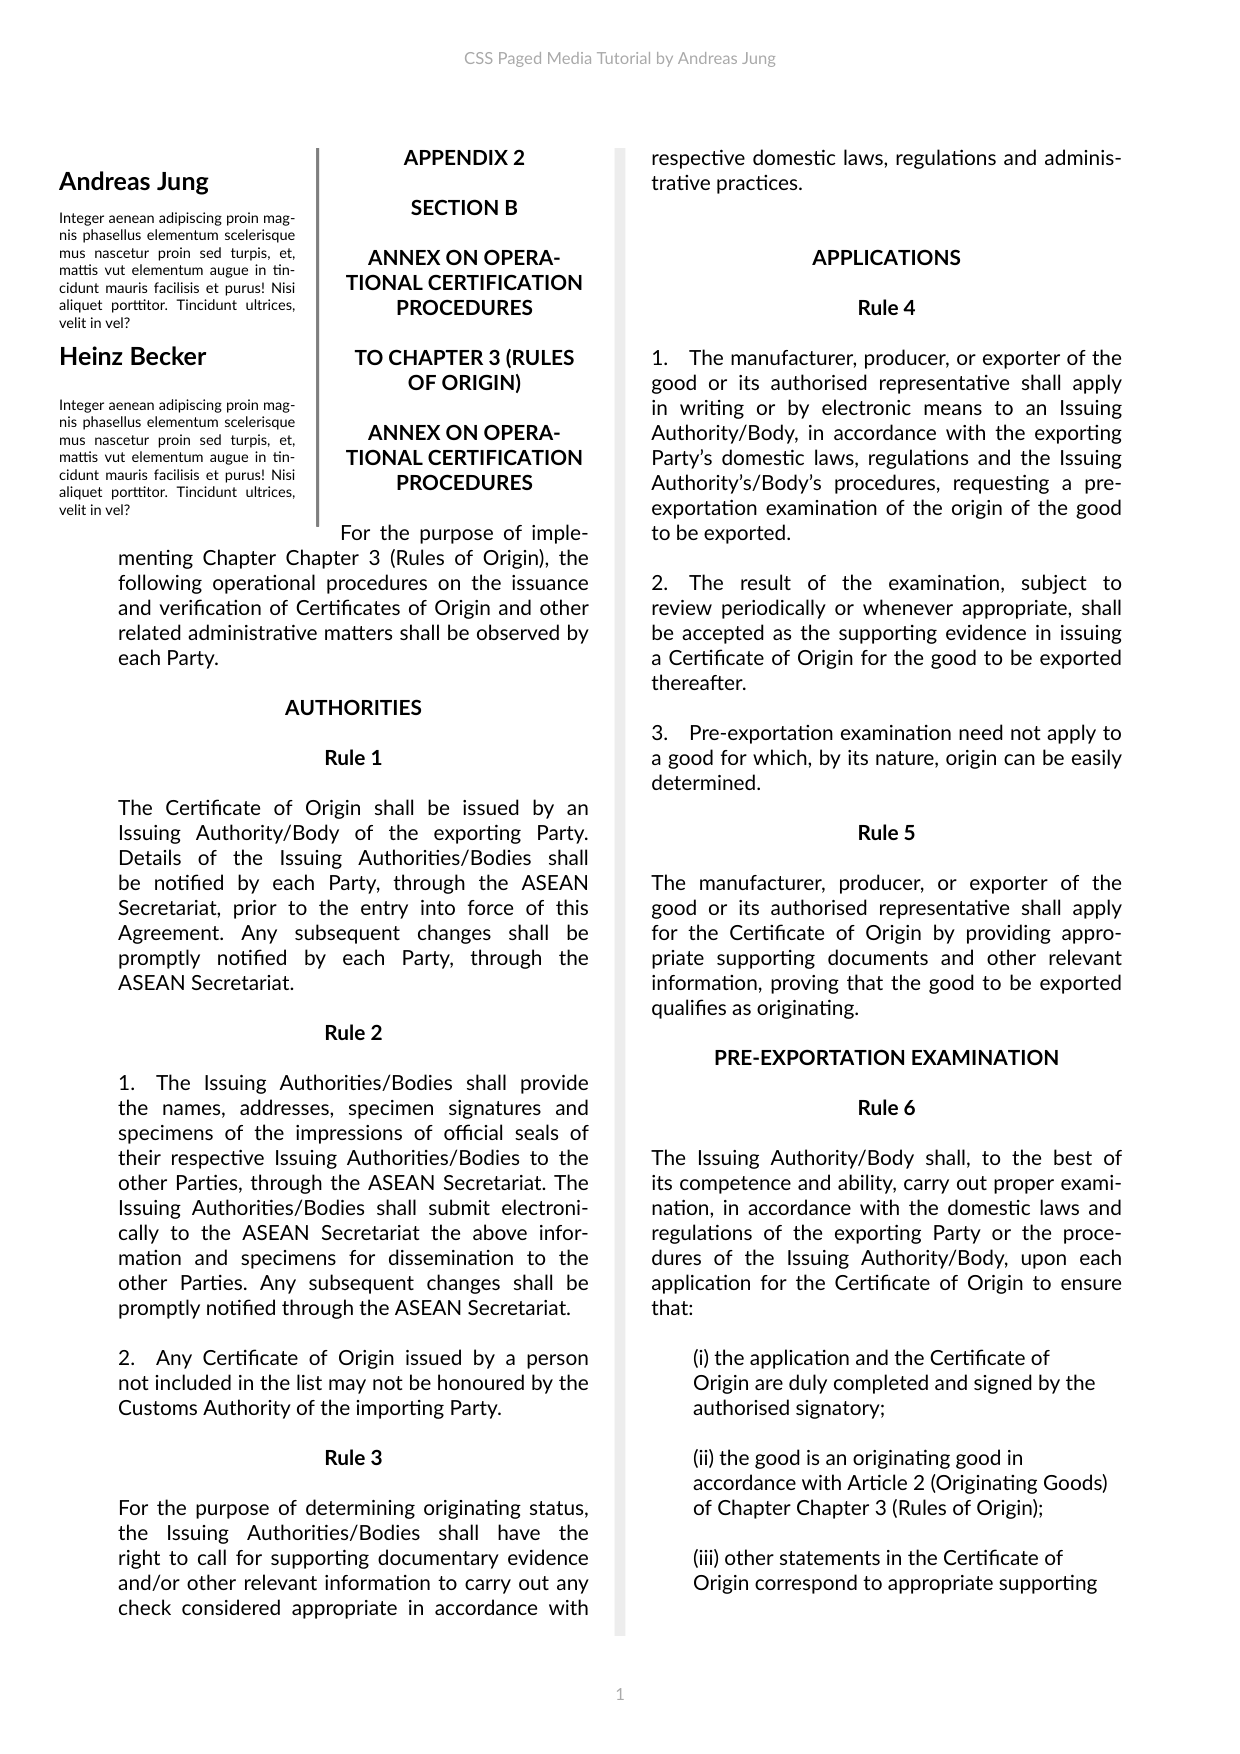 CSS Paged Media Tutorial by Andreas Jung
Andreas Jung
Integer aenean adipiscing proin mag-
nis phasellus elementum scelerisque
mus nascetur proin sed turpis, et,
mattis vut elementum augue in tin-
cidunt mauris facilisis et purus! Nisi
aliquet porttitor. Tincidunt ultrices,
velit in vel?
Heinz Becker
Integer aenean adipiscing proin mag-
nis phasellus elementum scelerisque
mus nascetur proin sed turpis, et,
mattis vut elementum augue in tin-
cidunt mauris facilisis et purus! Nisi
aliquet porttitor. Tincidunt ultrices,
velit in vel?
APPENDIX 2
SECTION B
ANNEX ON OPERA-
TIONAL CERTIFICATION
PROCEDURES
TO CHAPTER 3 (RULES
OF ORIGIN)
ANNEX ON OPERA-
TIONAL CERTIFICATION
PROCEDURES
For the purpose of imple-
menting Chapter Chapter 3 (Rules of Origin), the
following operational procedures on the issuance
and verification of Certificates of Origin and other
related administrative matters shall be observed by
each Party.
AUTHORITIES
Rule 1
The Certificate of Origin shall be issued by an
Issuing Authority/Body of the exporting Party.
Details of the Issuing Authorities/Bodies shall
be notified by each Party, through the ASEAN
Secretariat, prior to the entry into force of this
Agreement. Any subsequent changes shall be
promptly notified by each Party, through the
ASEAN Secretariat.
Rule 2
1. The Issuing Authorities/Bodies shall provide
the names, addresses, specimen signatures and
specimens of the impressions of official seals of
their respective Issuing Authorities/Bodies to the
other Parties, through the ASEAN Secretariat. The
Issuing Authorities/Bodies shall submit electroni-
cally to the ASEAN Secretariat the above infor-
mation and specimens for dissemination to the
other Parties. Any subsequent changes shall be
promptly notified through the ASEAN Secretariat.
2. Any Certificate of Origin issued by a person
not included in the list may not be honoured by the
Customs Authority of the importing Party.
Rule 3
For the purpose of determining originating status,
the Issuing Authorities/Bodies shall have the
right to call for supporting documentary evidence
and/or other relevant information to carry out any
check considered appropriate in accordance with
respective domestic laws, regulations and adminis-
trative practices.
APPLICATIONS
Rule 4
1. The manufacturer, producer, or exporter of the
good or its authorised representative shall apply
in writing or by electronic means to an Issuing
Authority/Body, in accordance with the exporting
Party’s domestic laws, regulations and the Issuing
Authority’s/Body’s procedures, requesting a pre-
exportation examination of the origin of the good
to be exported.
2. The result of the examination, subject to
review periodically or whenever appropriate, shall
be accepted as the supporting evidence in issuing
a Certificate of Origin for the good to be exported
thereafter.
3. Pre-exportation examination need not apply to
a good for which, by its nature, origin can be easily
determined.
Rule 5
The manufacturer, producer, or exporter of the
good or its authorised representative shall apply
for the Certificate of Origin by providing appro-
priate supporting documents and other relevant
information, proving that the good to be exported
qualifies as originating.
PRE-EXPORTATION EXAMINATION
Rule 6
The Issuing Authority/Body shall, to the best of
its competence and ability, carry out proper exami-
nation, in accordance with the domestic laws and
regulations of the exporting Party or the proce-
dures of the Issuing Authority/Body, upon each
application for the Certificate of Origin to ensure
that:
(i) the application and the Certificate of
Origin are duly completed and signed by the
authorised signatory;
(ii) the good is an originating good in
accordance with Article 2 (Originating Goods)
of Chapter Chapter 3 (Rules of Origin);
(iii) other statements in the Certificate of
Origin correspond to appropriate supporting
1